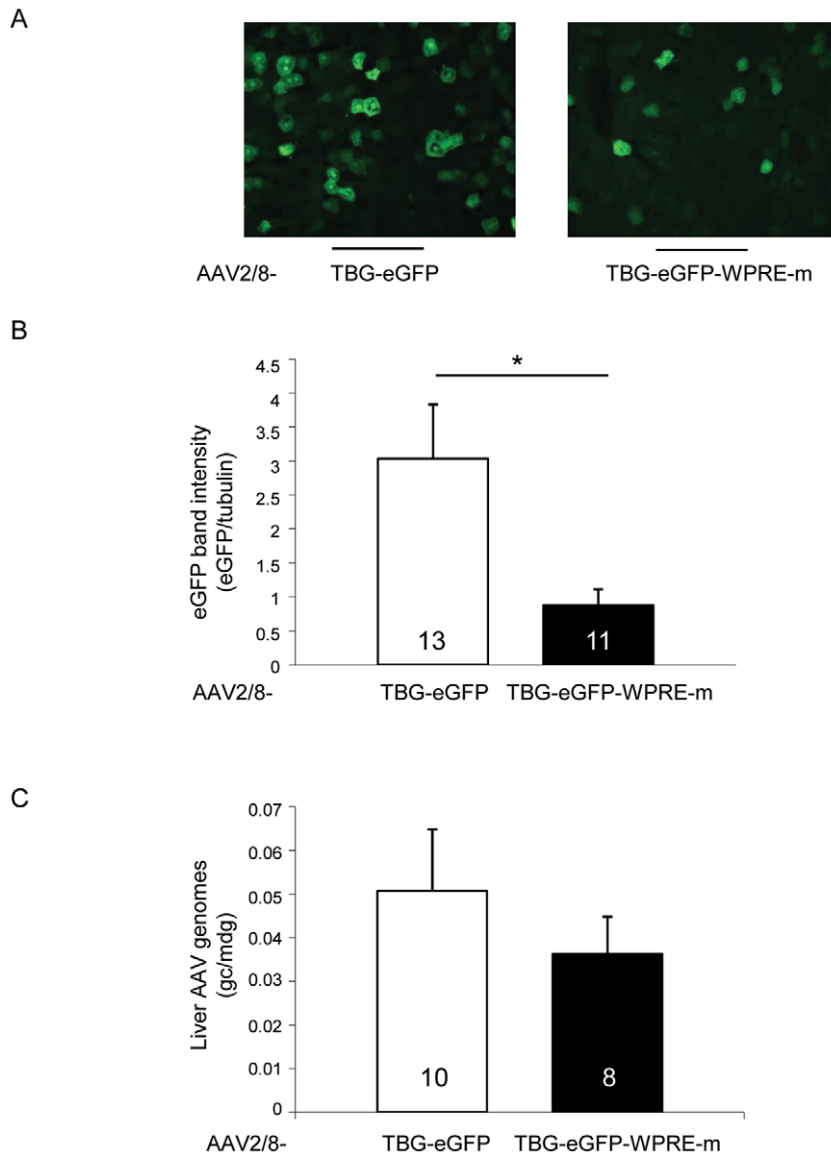 A
AAV2/8- TBG-eGFP TBG-eGFP-WPRE-m
B
eGFP band intensity
(eGFP/tubulin)
4.5
4
3.5
3
2.5
2
1.5
1
0.5
0
*
13 11
AAV2/8- TBG-eGFP TBG-eGFP-WPRE-m
C
Liver AAV genomes
(gc/mdg)
0.07
0.06
0.05
0.04
0.03
0.02
0.01
0
10 8
AAV2/8- TBG-eGFP TBG-eGFP-WPRE-m